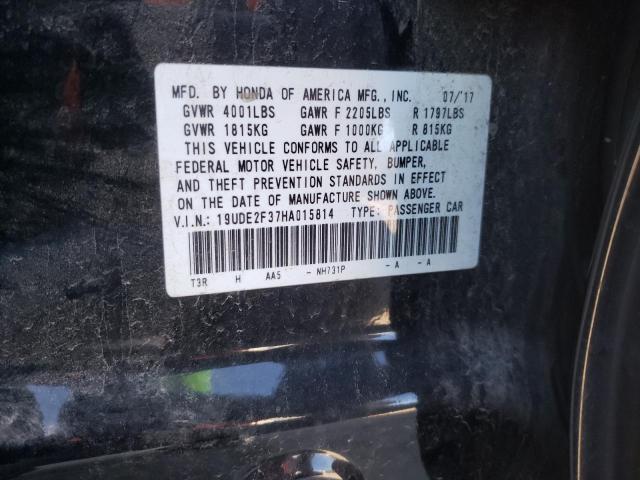 MFD. BY HONDA OF AMERICA MFG., INC. 07/'17
GVWR 4001LBS GAWR F 2205LBS R 1797LBS
GVWR 1815KG GAWR F 1000KG R 815KG
THIS VEHICLE CONFORMS TO ALL APPLICABLE
FEDERAL MOTOR VEHICLE SAFETY, BUMPER,
AND THEFT PREVENTION STANDARDS IN EFFECT
ON THE DATE OF MANUFACTURE SHOWN ABOVE.
V.I.N.: 19UDE2F37HA015814 TYPE: PASSENGER CAR
T3R H AA5 - NH731P - A - A